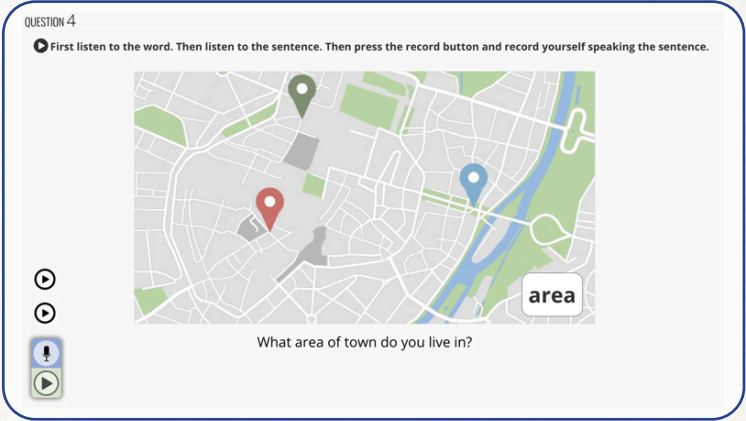 QUESTION 4
First listen to the word. Then listen to the sentence. Then press the record button and record yourself speaking the sentence.
area
What area of town do you live in?